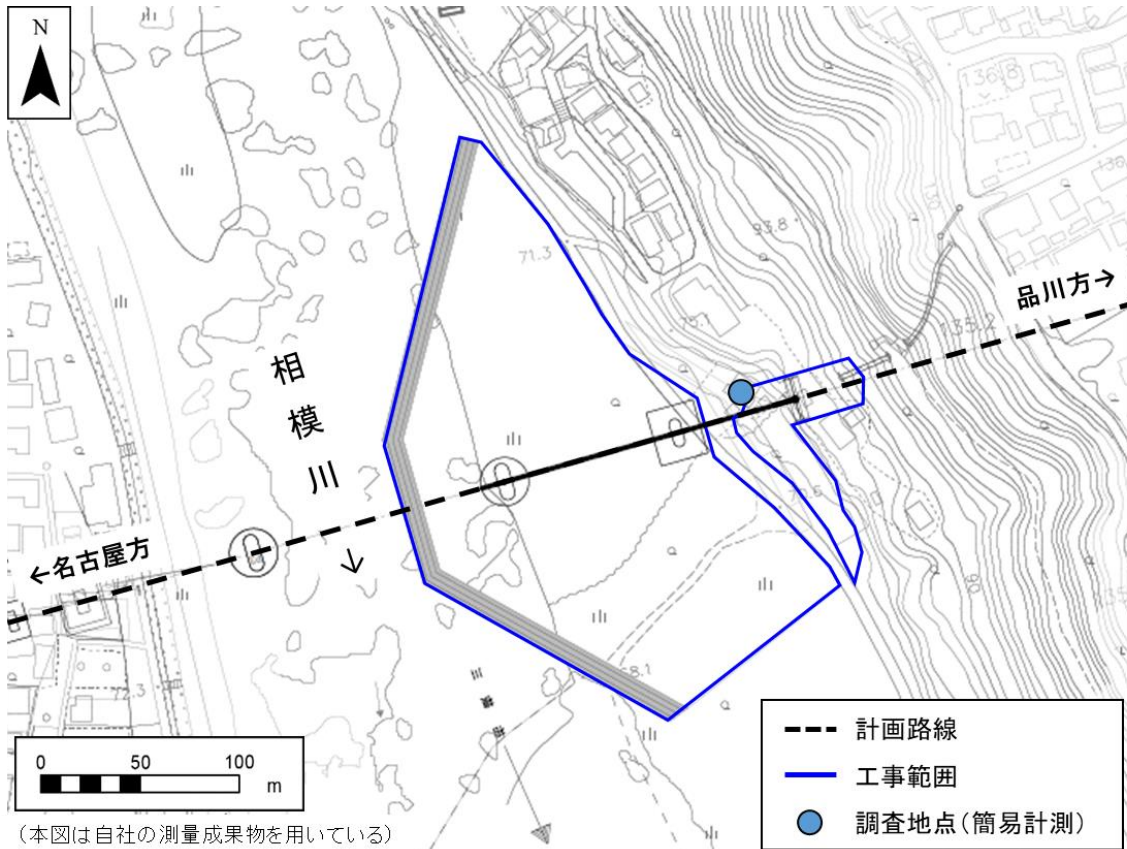 N
136.8
93.8
71.3
135.2
品川方→
相模川
←名古屋方
0 50 100
m
（本図は自社の測量成果物を用いている）
計画路線
工事範囲
調査地点（簡易計測）